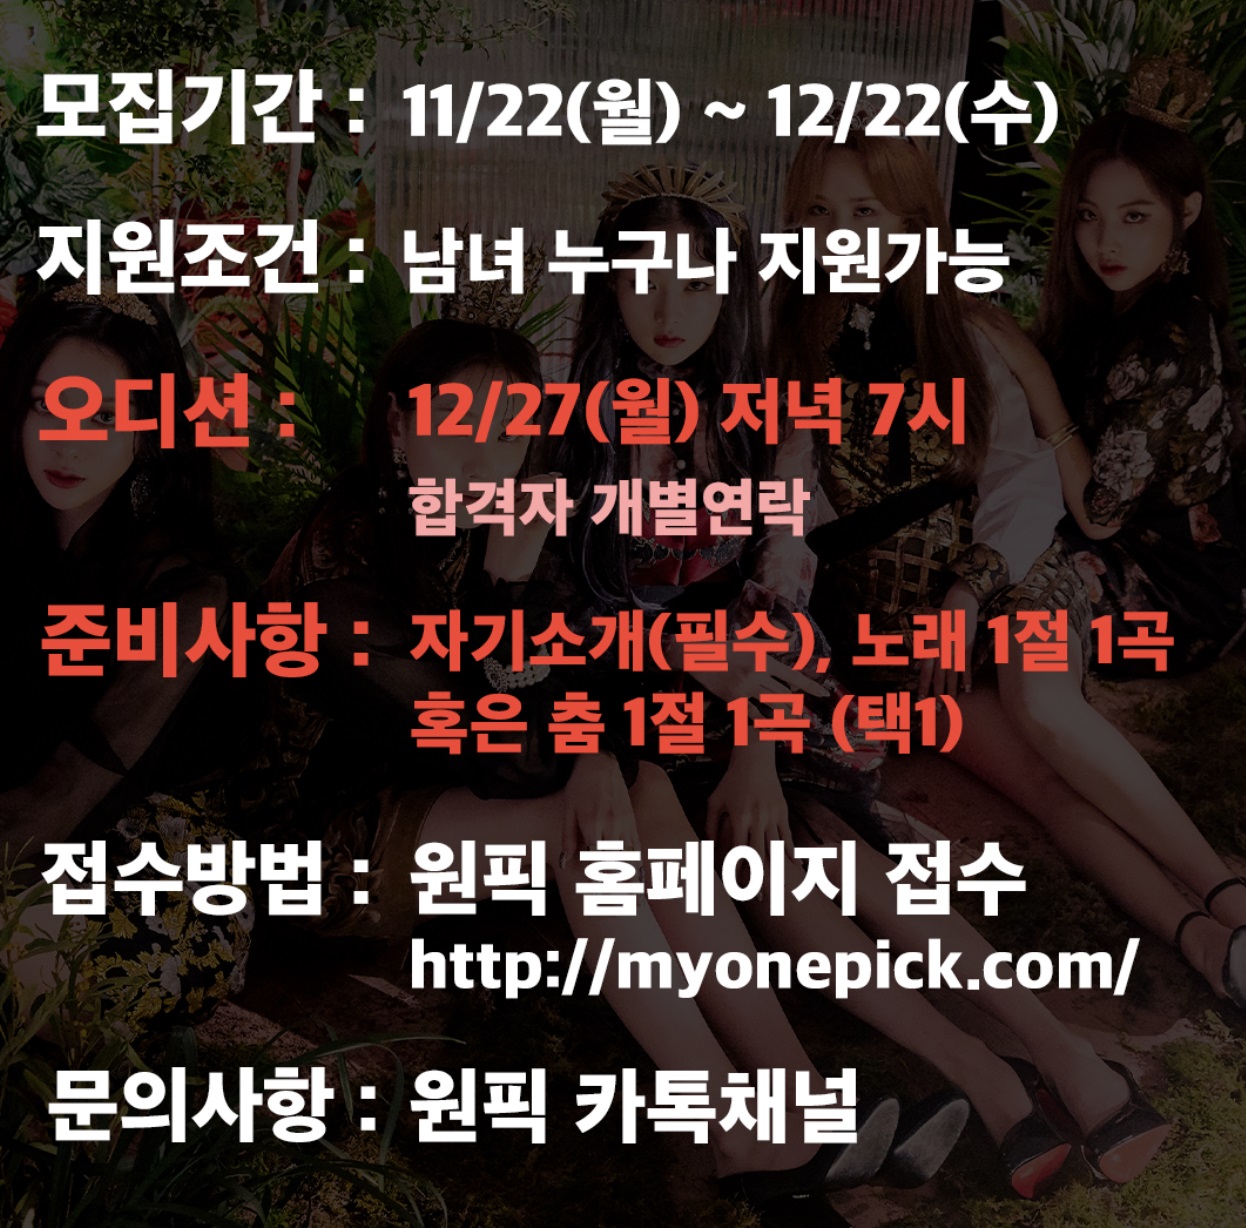 모집기간 : 11/22(월) ~ 12/22(수)
지원조건 : 남녀 누구나 지원가능
오디션 : 12/27(월) 저녁 7시
합격자 개별연락
준비사항 : 자기소개(필수), 노래 1절 1곡
혹은 춤 1절 1곡 (택1)
접수방법 : 원픽 홈페이지 접수
http://myonepick.com/
문의사항 : 원픽 카톡채널